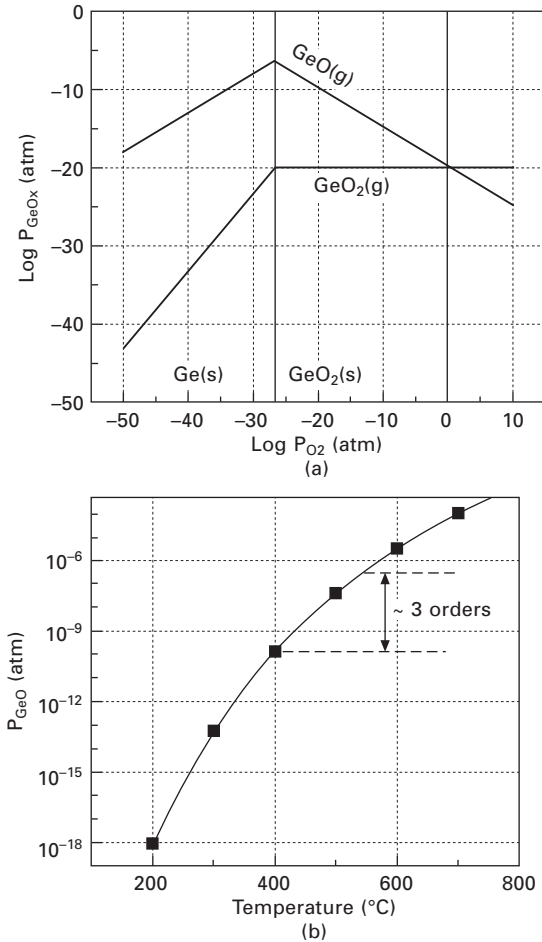 0
−10
−20
−30
−40
−50
Log P_GeOx (atm)
GeO(g)
GeO₂(g)
Ge(s)
GeO₂(s)
−50 −40 −30 −20 −10 0 10
Log P_O2 (atm)
(a)
10⁻⁶
10⁻⁹
10⁻¹²
10⁻¹⁵
10⁻¹⁸
P_GeO (atm)
~ 3 orders
200 400 600 800
Temperature (°C)
(b)